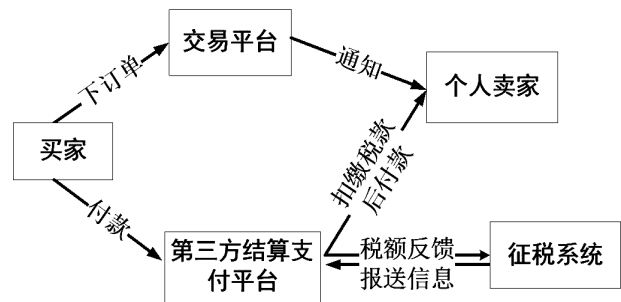 交易平台
下订单
通知
个人卖家
买家
扣缴税款
后付款
付款
第三方结算支
付平台
税额反馈
报送信息
征税系统